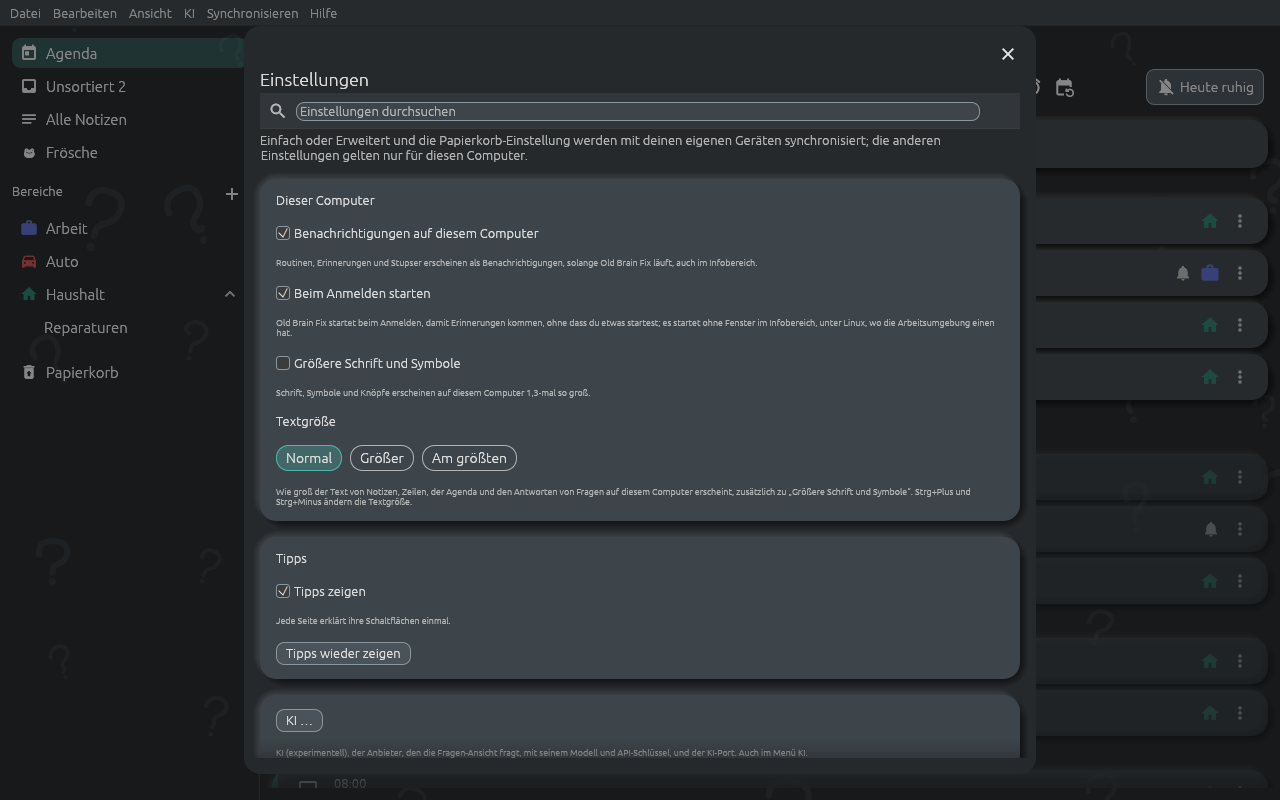 Datei Bearbeiten Ansicht KI Synchronisieren Hilfe
Agenda
Unsortiert 2
Alle Notizen
Frösche
Bereiche
Arbeit
Auto
Haushalt
Reparaturen
Papierkorb
Einstellungen
Einstellungen durchsuchen
Einfach oder Erweitert und die Papierkorb-Einstellung werden mit deinen eigenen Geräten synchronisiert; die anderen
Einstellungen gelten nur für diesen Computer.
Dieser Computer
Benachrichtigungen auf diesem Computer
Routinen, Erinnerungen und Stupser erscheinen als Benachrichtigungen, solange Old Brain Fix läuft, auch im Infobereich.
Beim Anmelden starten
Old Brain Fix startet beim Anmelden, damit Erinnerungen kommen, ohne dass du etwas startest; es startet ohne Fenster im Infobereich, unter Linux, wo die Arbeitsumgebung einen
hat.
Größere Schrift und Symbole
Schrift, Symbole und Knöpfe erscheinen auf diesem Computer 1,3-mal so groß.
Textgröße
Normal Größer Am größten
Wie groß der Text von Notizen, Zeilen, der Agenda und den Antworten von Fragen auf diesem Computer erscheint, zusätzlich zu „Größere Schrift und Symbole“. Strg+Plus und
Strg+Minus ändern die Textgröße.
Tipps
Tipps zeigen
Jede Seite erklärt ihre Schaltflächen einmal.
Tipps wieder zeigen
KI …
KI (experimentell), der Anbieter, den die Fragen-Ansicht fragt, mit seinem Modell und API-Schlüssel, und der KI-Port. Auch im Menü KI.
Heute ruhig
08:00